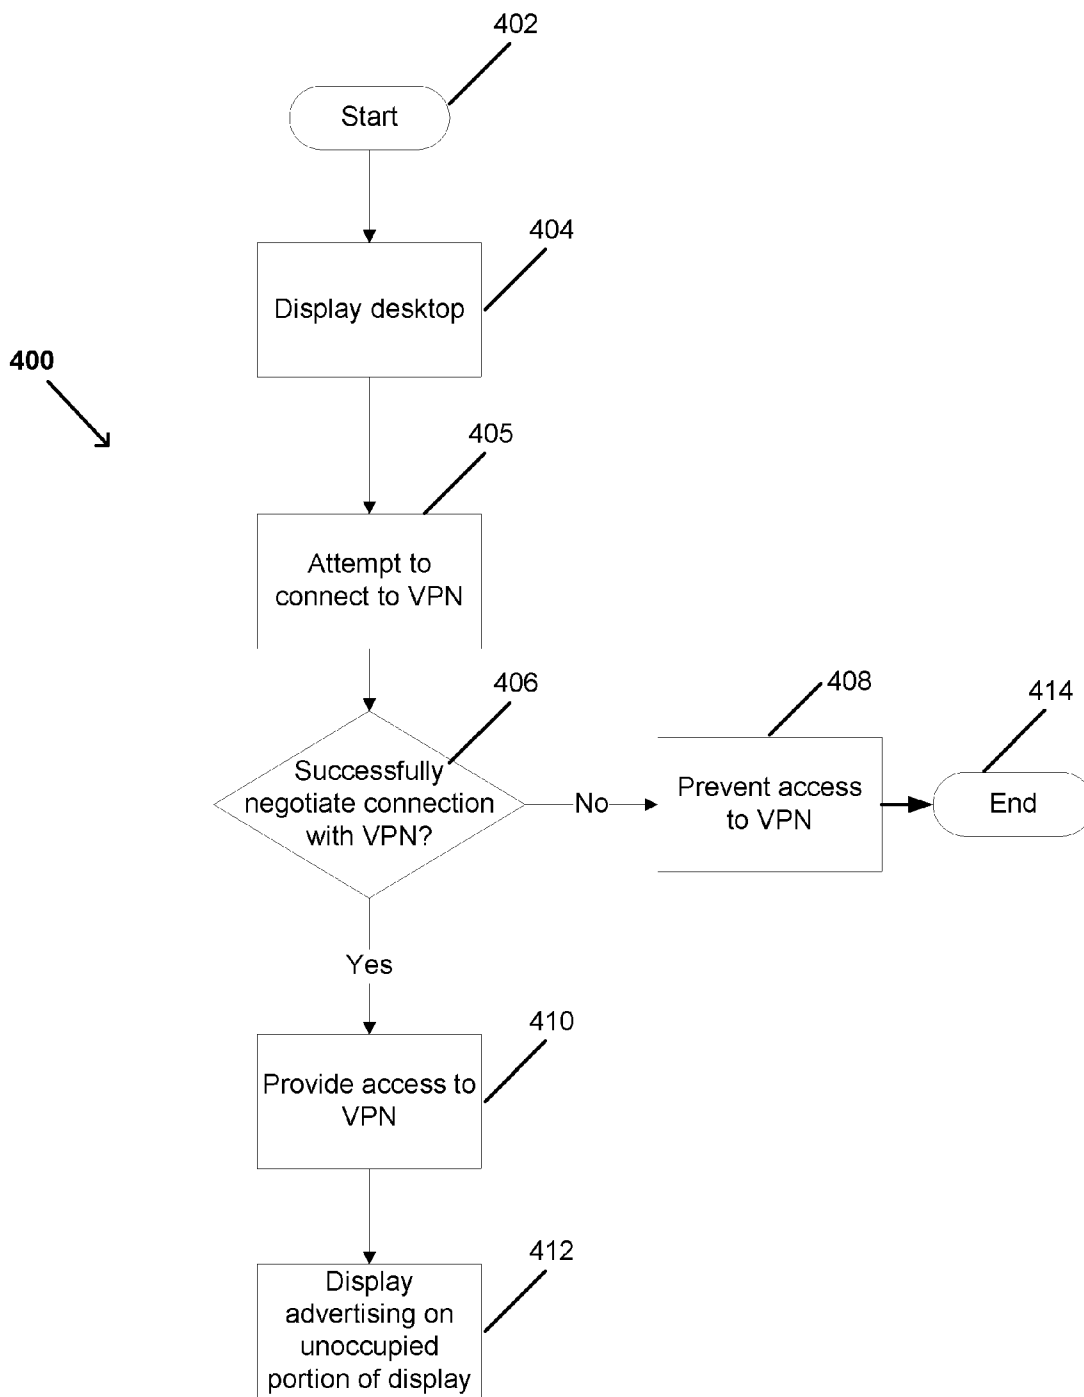 402
Start
404
Display desktop
400
405
Attempt to
connect to VPN
406
Successfully
negotiate connection
with VPN?
No
408
Prevent access
to VPN
414
End
Yes
410
Provide access to
VPN
412
Display
advertising on
unoccupied
portion of display